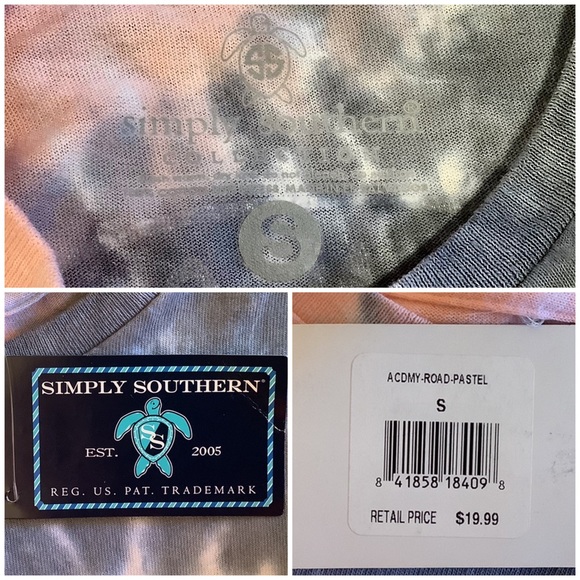 SS
simply southern®
COLLECTION
S
SIMPLY SOUTHERN®
SS
EST. 2005
REG. US. PAT. TRADEMARK
ACDMY-ROAD-PASTEL
S
8 41858 18409 8
RETAIL PRICE $19.99